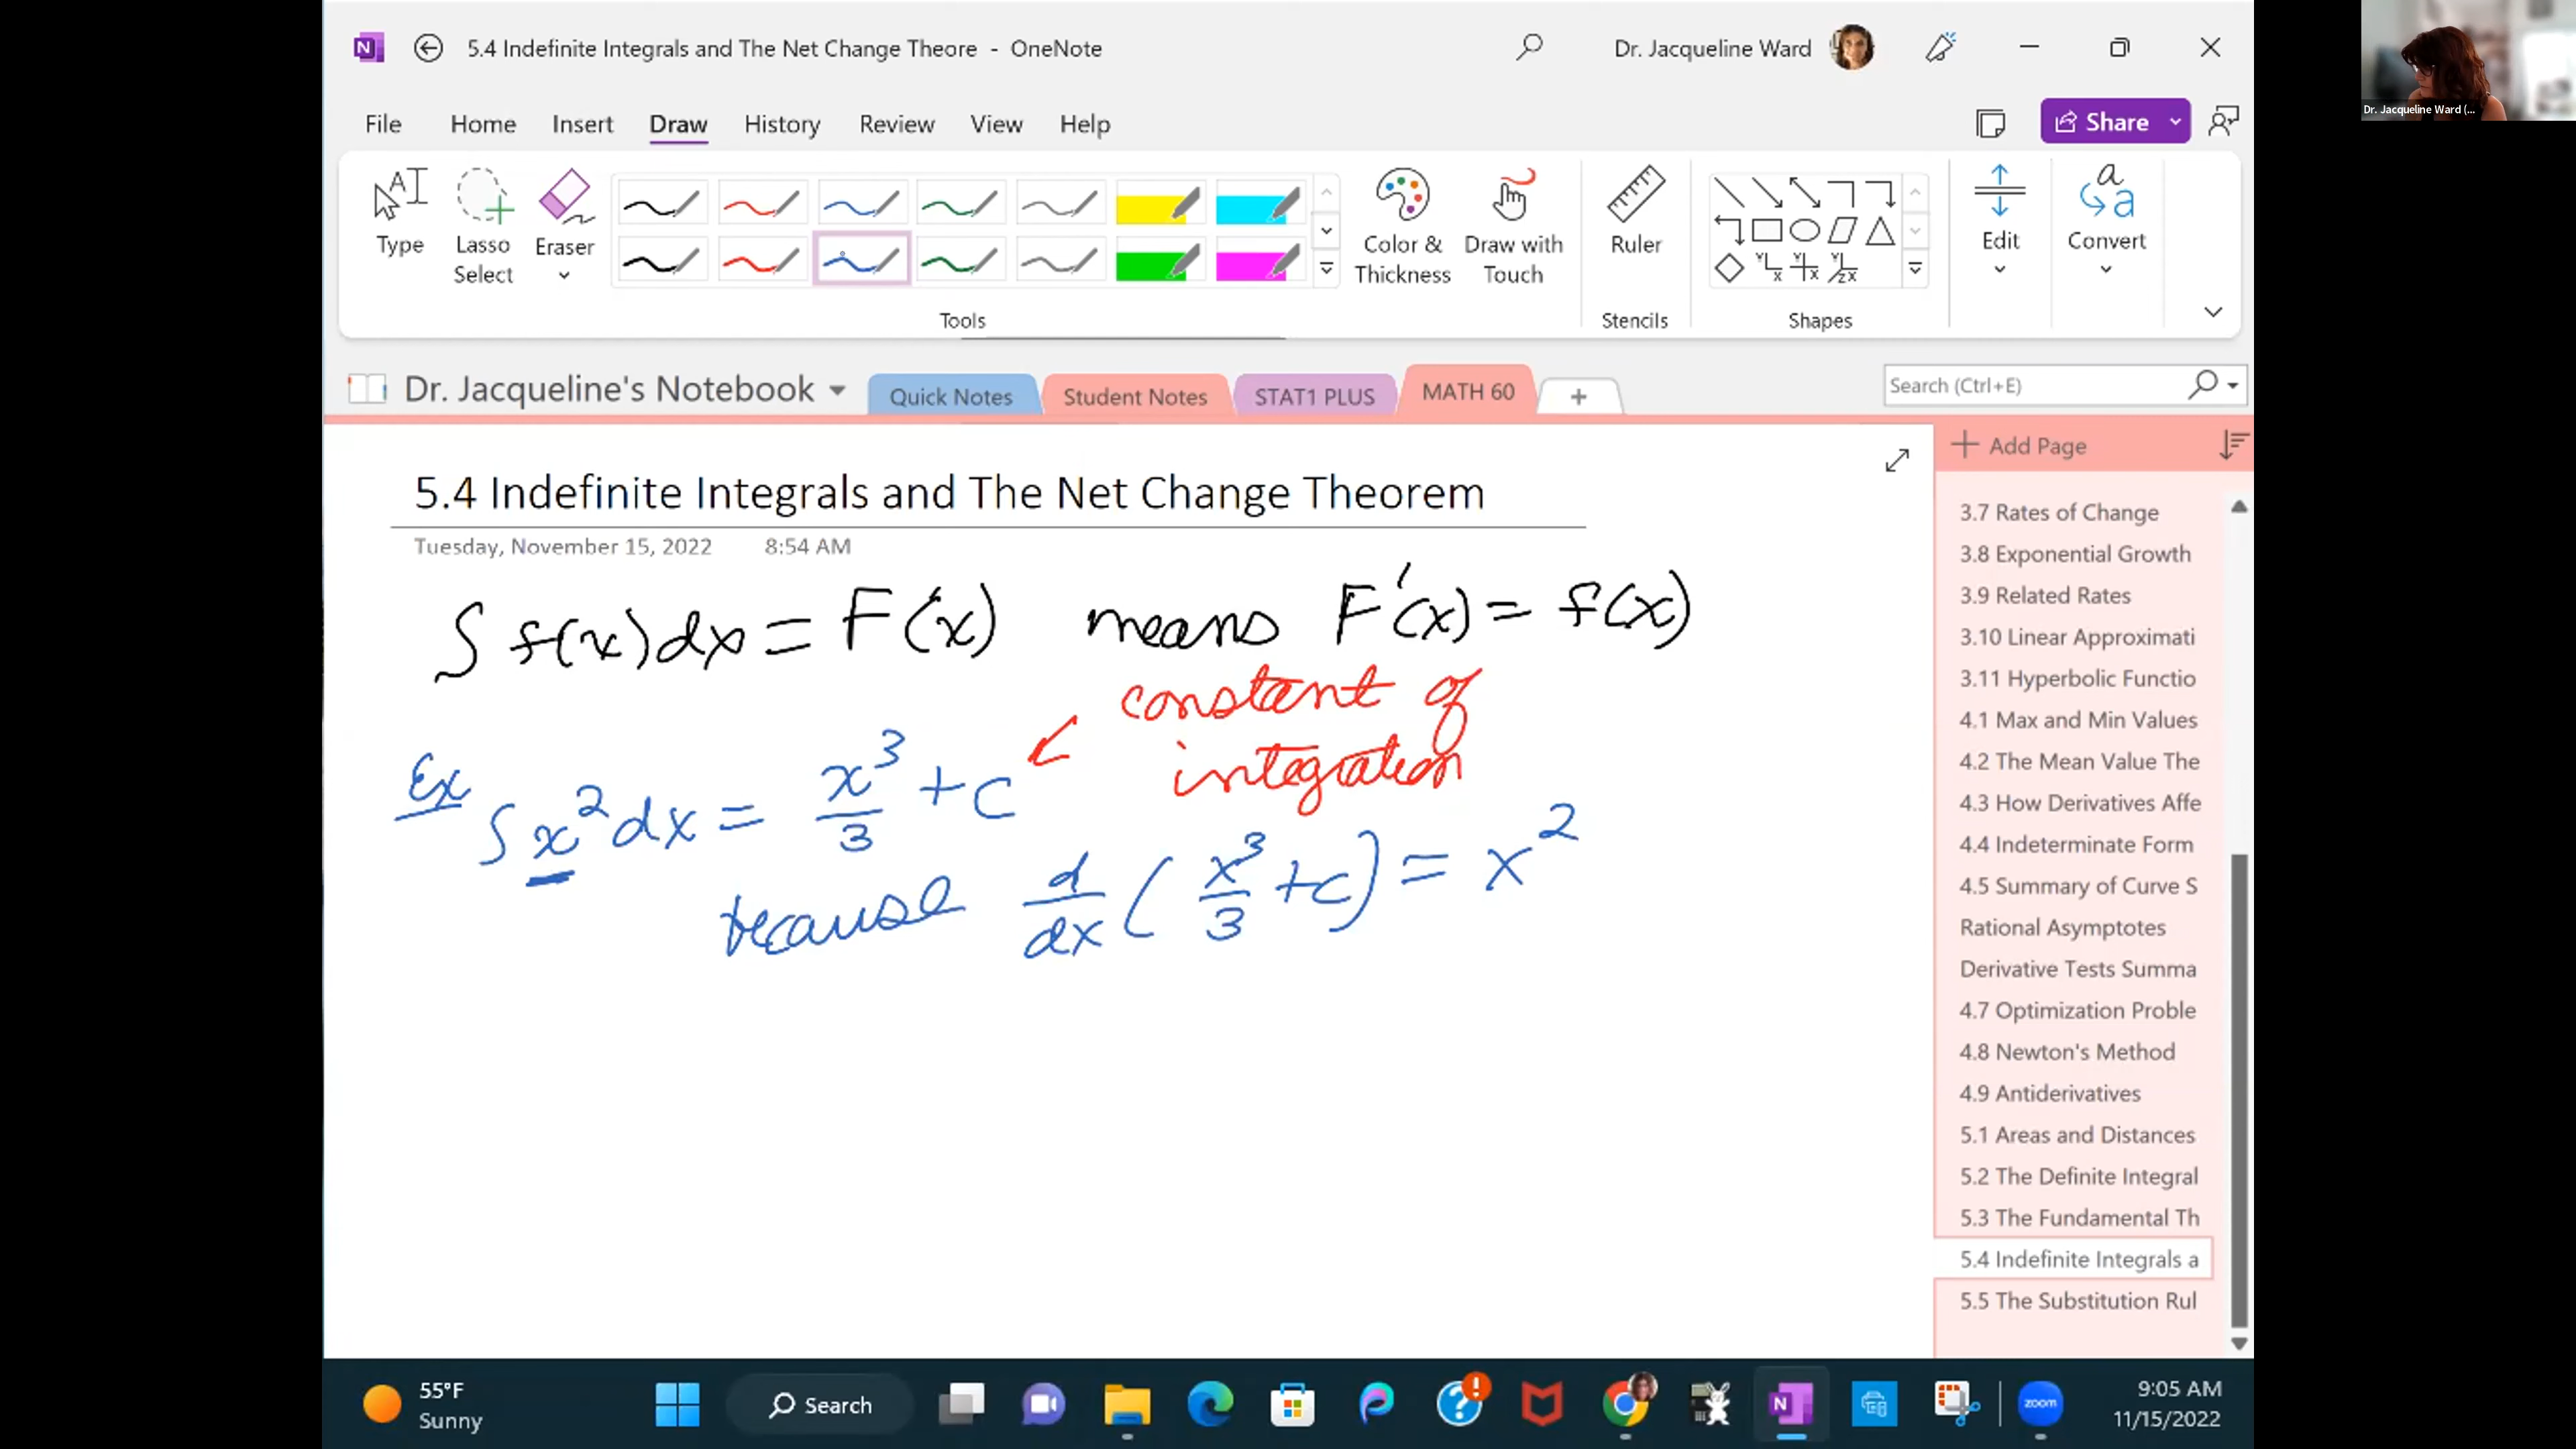 5.4 Indefinite Integrals and The Net Change Theore - OneNote
Dr. Jacqueline Ward
Dr. Jacqueline Ward (...
File Home Insert Draw History Review View Help
Share
Type
Lasso Select
Eraser
Color & Thickness
Draw with Touch
Ruler
Edit
Convert
Tools
Stencils
Shapes
Dr. Jacqueline's Notebook
Quick Notes
Student Notes
STAT1 PLUS
MATH 60
+
Search (Ctrl+E)
Add Page
5.4 Indefinite Integrals and The Net Change Theorem
Tuesday, November 15, 2022 8:54 AM
∫ f(x)dx = F(x) means F'(x) = f(x)
constant of
integration
Ex ∫ x² dx = x³/3 + C
because d/dx ( x³/3 + C ) = x²
3.7 Rates of Change
3.8 Exponential Growth
3.9 Related Rates
3.10 Linear Approximati
3.11 Hyperbolic Functio
4.1 Max and Min Values
4.2 The Mean Value The
4.3 How Derivatives Affe
4.4 Indeterminate Form
4.5 Summary of Curve S
Rational Asymptotes
Derivative Tests Summa
4.7 Optimization Proble
4.8 Newton's Method
4.9 Antiderivatives
5.1 Areas and Distances
5.2 The Definite Integral
5.3 The Fundamental Th
5.4 Indefinite Integrals a
5.5 The Substitution Rul
55°F
Sunny
Search
zoom
9:05 AM
11/15/2022